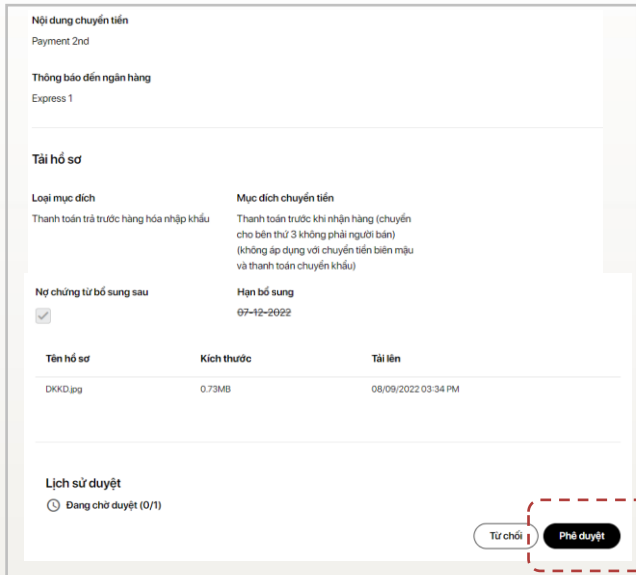 Nội dung chuyển tiền
Payment 2nd
Thông báo đến ngân hàng
Express 1
Tải hồ sơ
Loại mục đích
Thanh toán trả trước hàng hóa nhập khẩu
Mục đích chuyển tiền
Thanh toán trước khi nhận hàng (chuyển
cho bên thứ 3 không phải người bán)
(không áp dụng với chuyển tiền biên mậu
và thanh toán chuyển khẩu)
Nợ chứng từ bổ sung sau
Hạn bổ sung
07-12-2022
Tên hồ sơ Kích thước Tải lên
DKKD.jpg 0.73MB 08/09/2022 03:34 PM
Lịch sử duyệt
Đang chờ duyệt (0/1)
Từ chối Phê duyệt